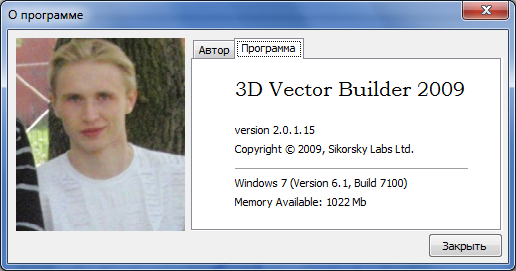 О программе
Автор
Программа
3D Vector Builder 2009
version 2.0.1.15
Copyright © 2009, Sikorsky Labs Ltd.
Windows 7 (Version 6.1, Build 7100)
Memory Available: 1022 Mb
Закрыть